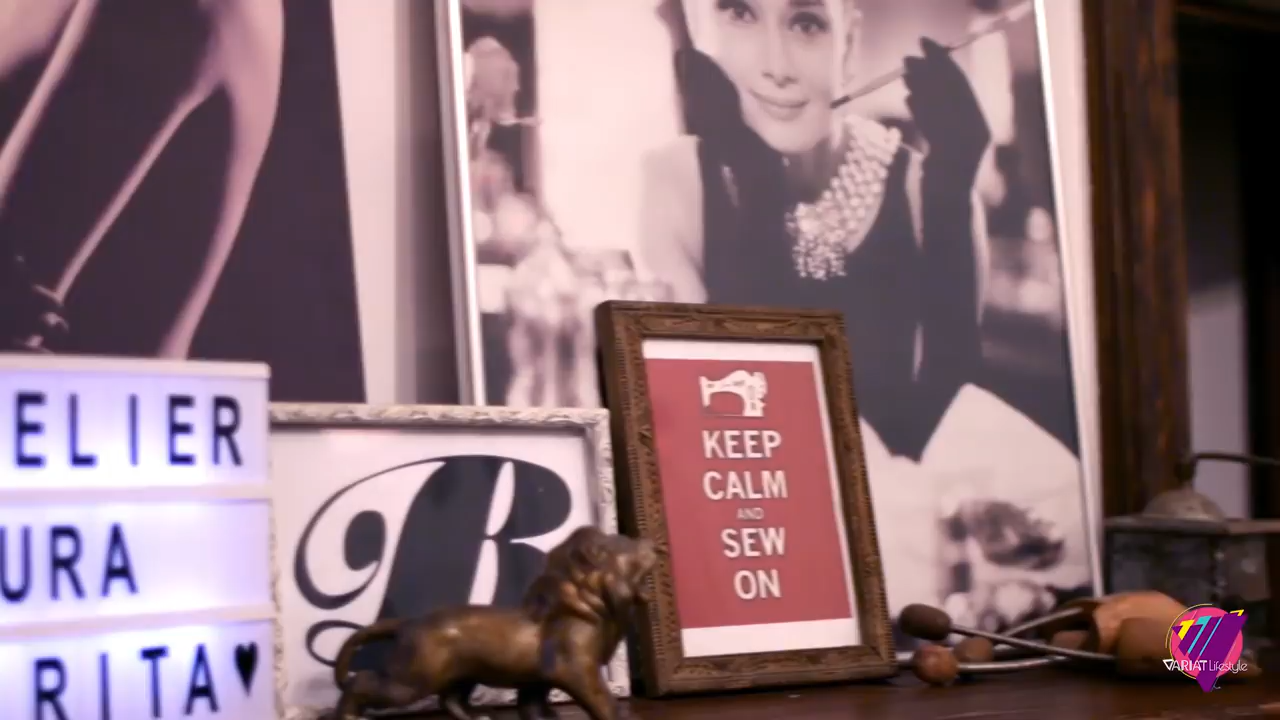 ELIER
URA
RITA♥
B
KEEP
CALM
AND
SEW
ON
VARIAT Lifestyle